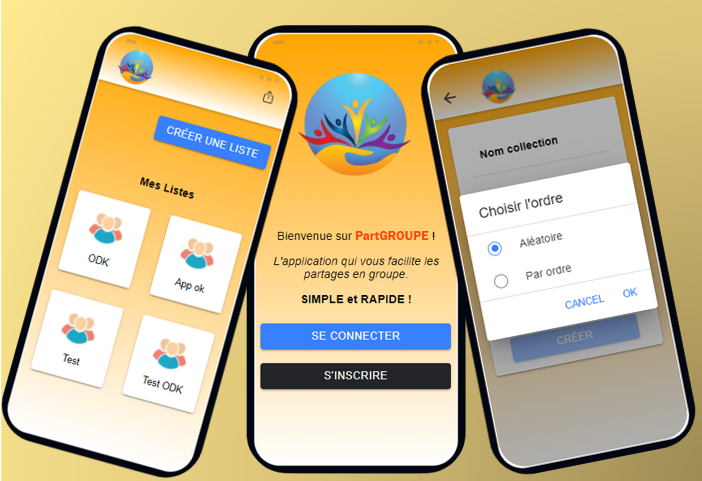 CRÉER UNE LISTE
Mes Listes
ODK
App ok
Test
Test ODK
Bienvenue sur PartGROUPE !
L'application qui vous facilite les
partages en groupe.
SIMPLE et RAPIDE !
SE CONNECTER
S'INSCRIRE
Nom collection
Choisir l'ordre
Aléatoire
Par ordre
CANCEL OK
CRÉER